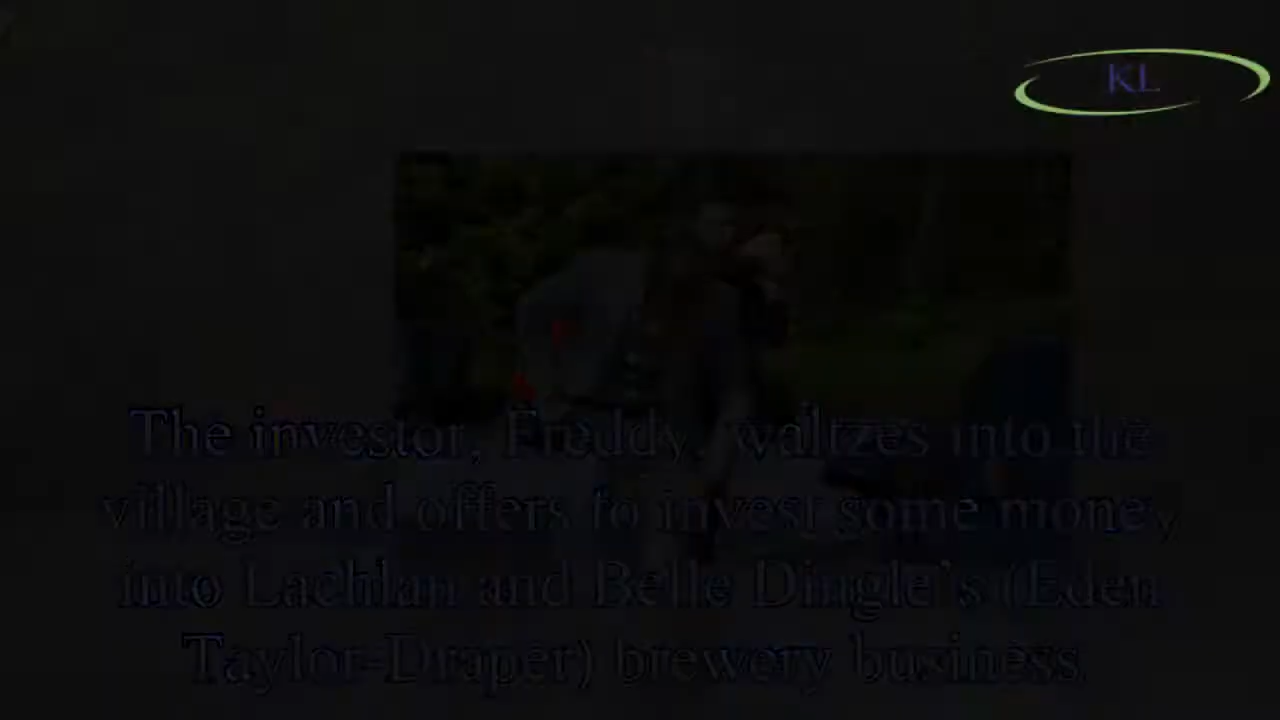 KL
The investor, Freddy, waltzes into the
village and offers to invest some money
into Lachlan and Belle Dingle's (Eden
Taylor-Draper) brewery business.